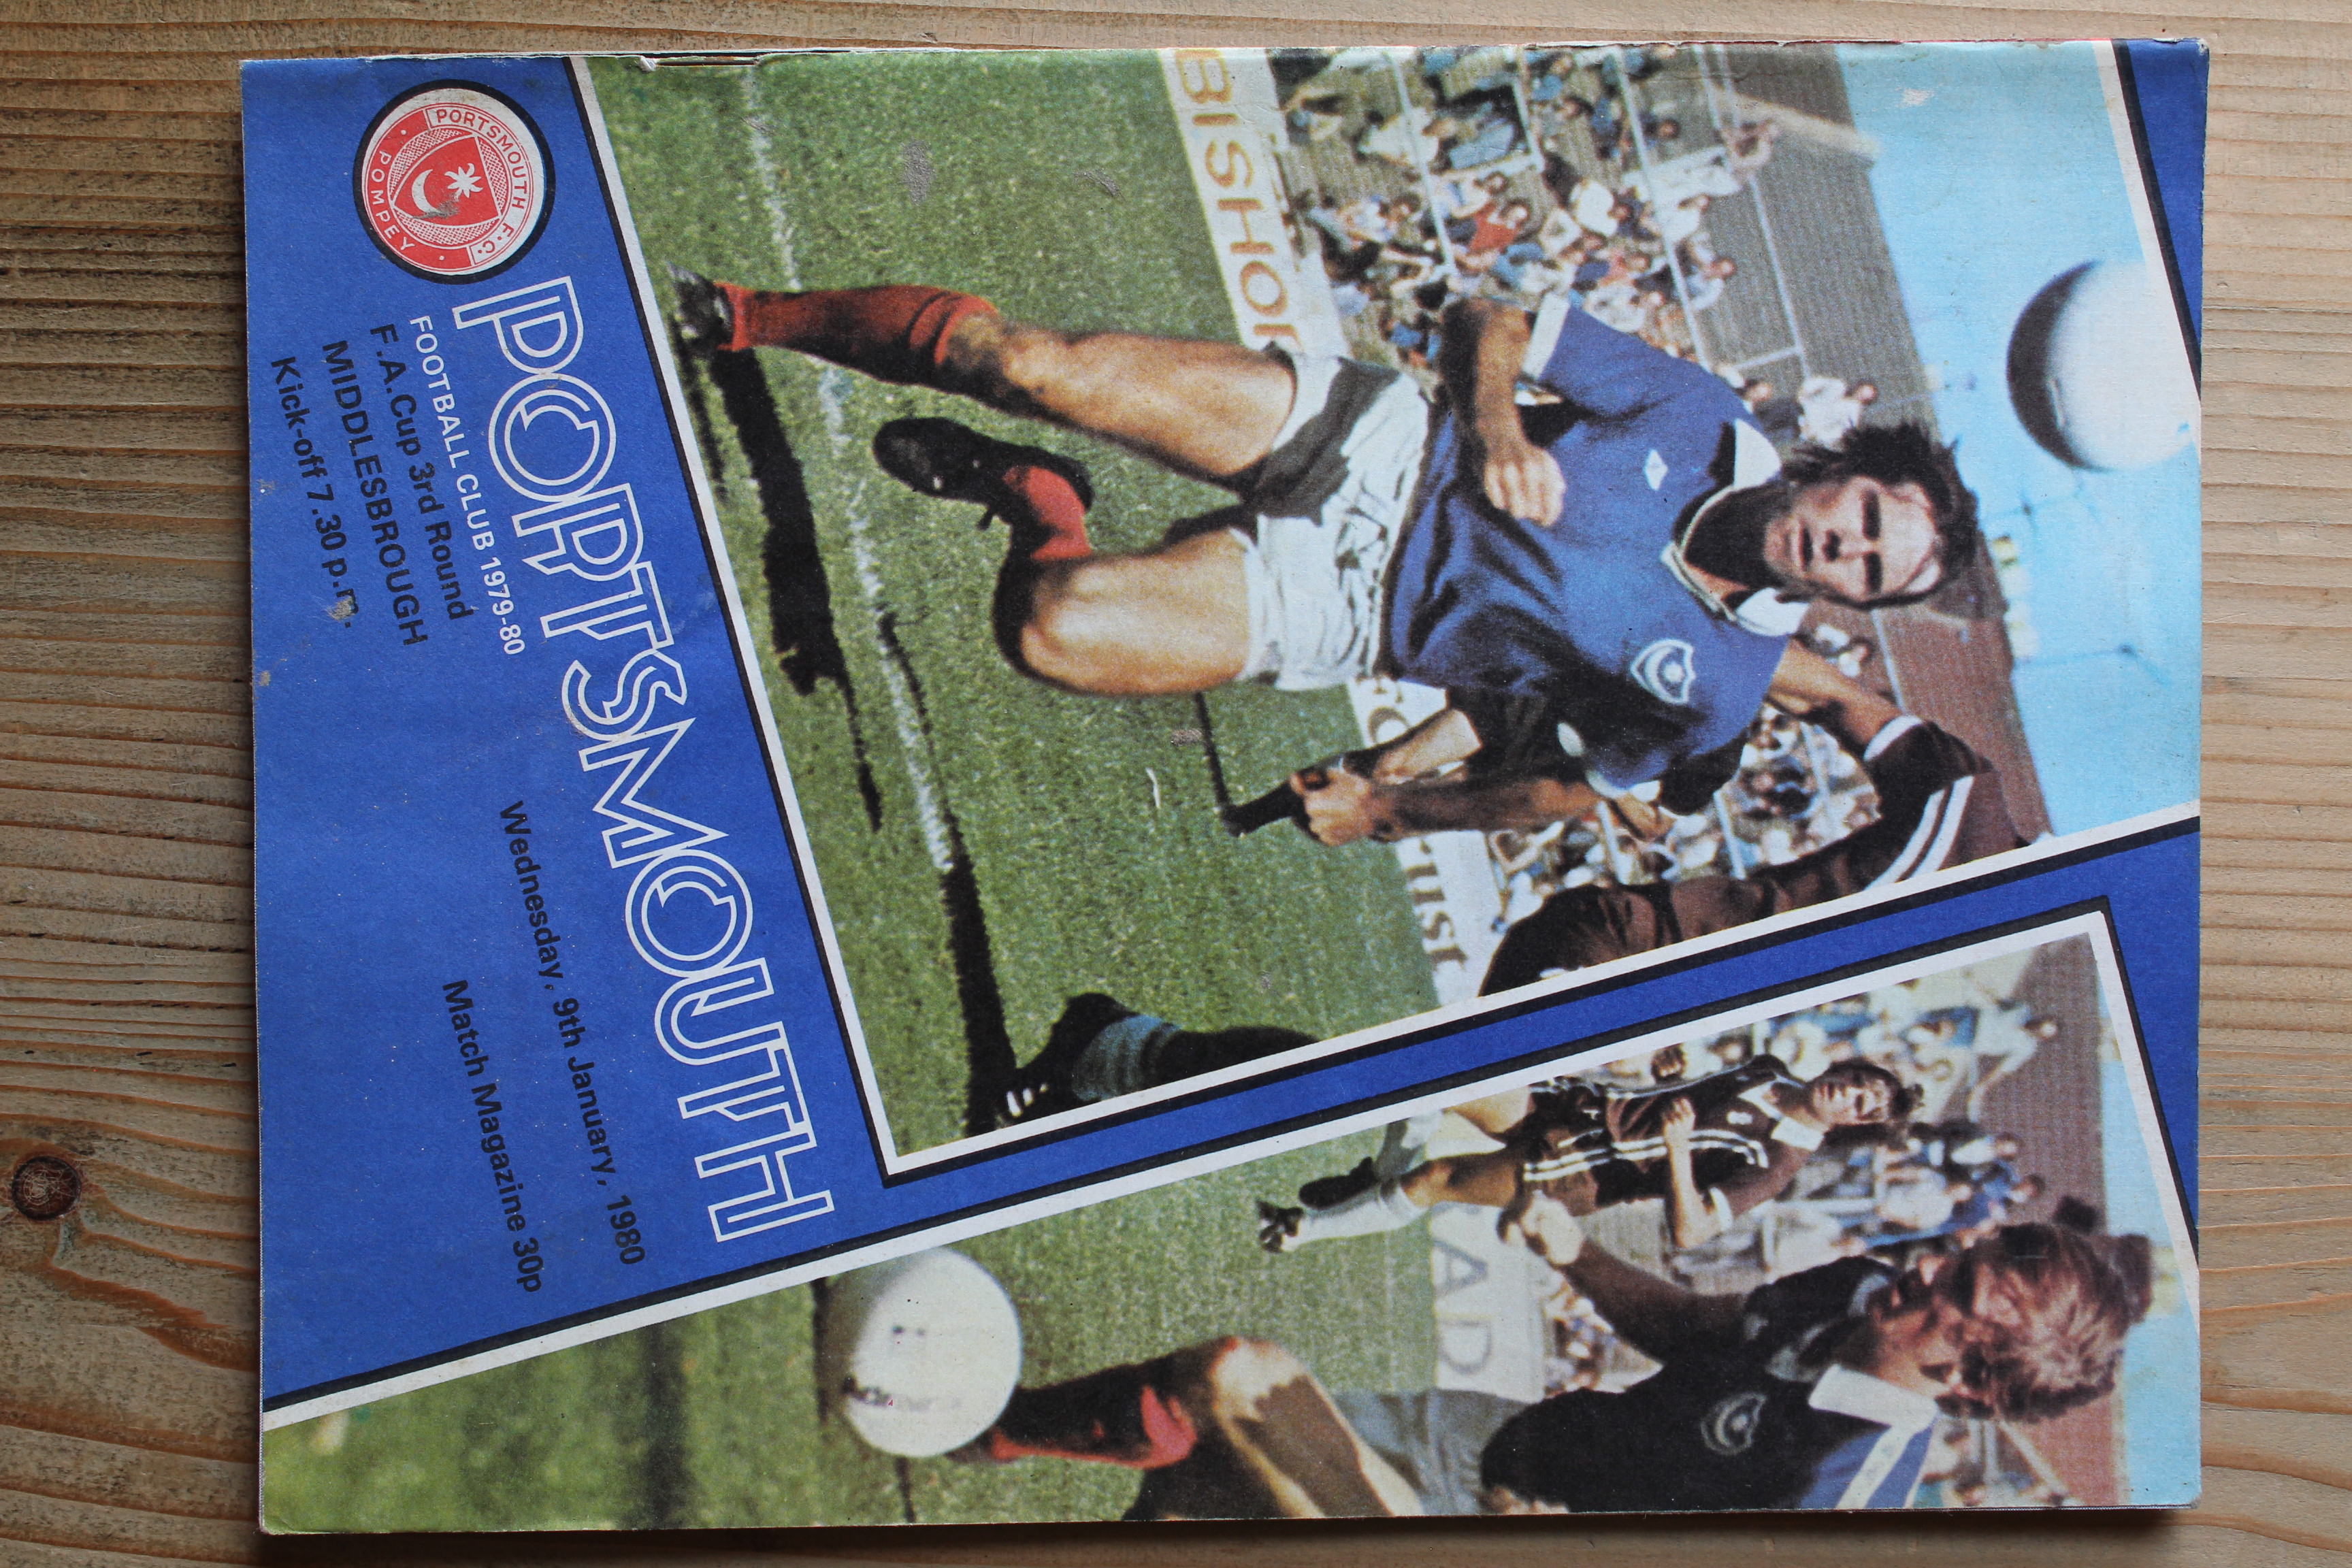 PORTSMOUTH F.C.
POMPEY
PORTSMOUTH
FOOTBALL CLUB 1979-80
F.A.Cup 3rd Round
MIDDLESBROUGH
Kick-off 7.30 p.m.
Wednesday, 9th January, 1980
Match Magazine 30p
BISHOP
AD